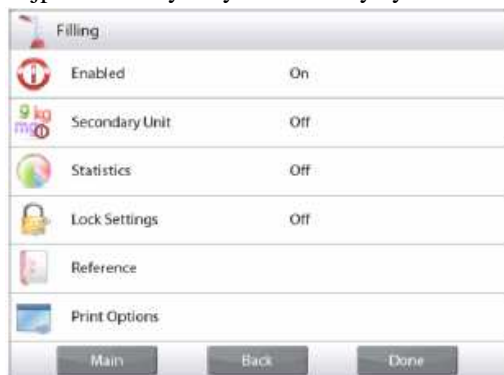 Filling
Enabled On
g kg
mg
Secondary Unit Off
Statistics Off
Lock Settings Off
Reference
Print Options
Main Back Done